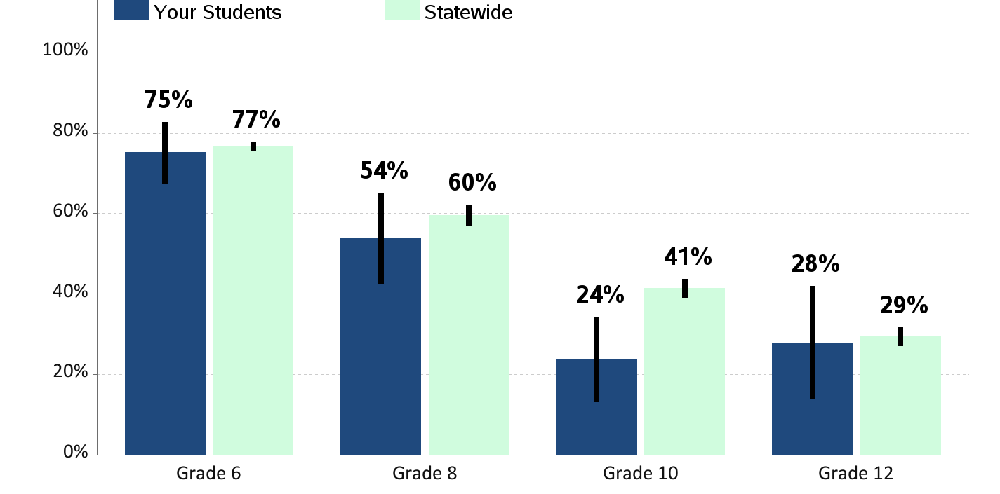 Your Students
Statewide
100%
80%
60%
40%
20%
0%
75%
77%
54%
60%
24%
41%
28%
29%
Grade 6
Grade 8
Grade 10
Grade 12